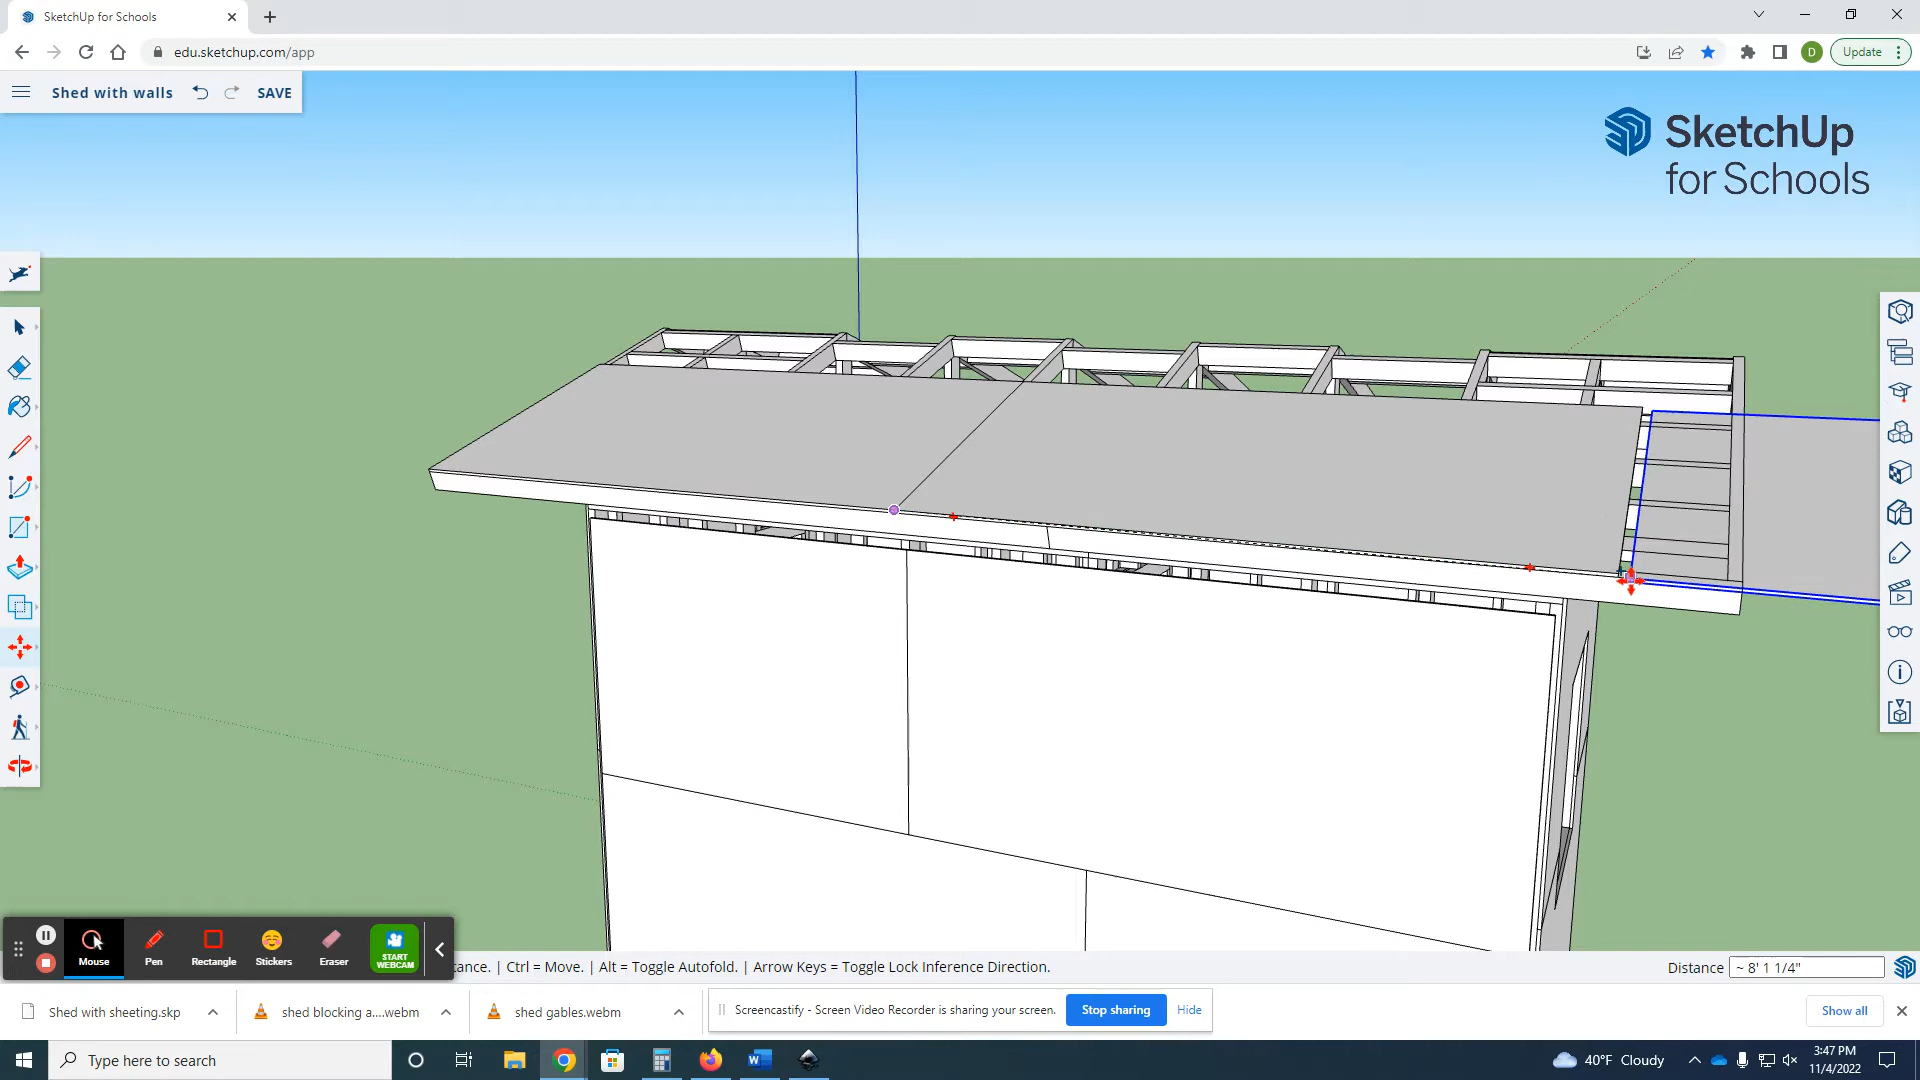 SketchUp for Schools
edu.sketchup.com/app
D
Update
Shed with walls
SAVE
SketchUp
for Schools
Mouse
Pen
Rectangle
Stickers
Eraser
START
WEBCAM
tance. | Ctrl = Move. | Alt = Toggle Autofold. | Arrow Keys = Toggle Lock Inference Direction.
Distance
~ 8' 1 1/4"
Shed with sheeting.skp
shed blocking a....webm
shed gables.webm
Screencastify - Screen Video Recorder is sharing your screen.
Stop sharing
Hide
Show all
Type here to search
40°F Cloudy
3:47 PM
11/4/2022